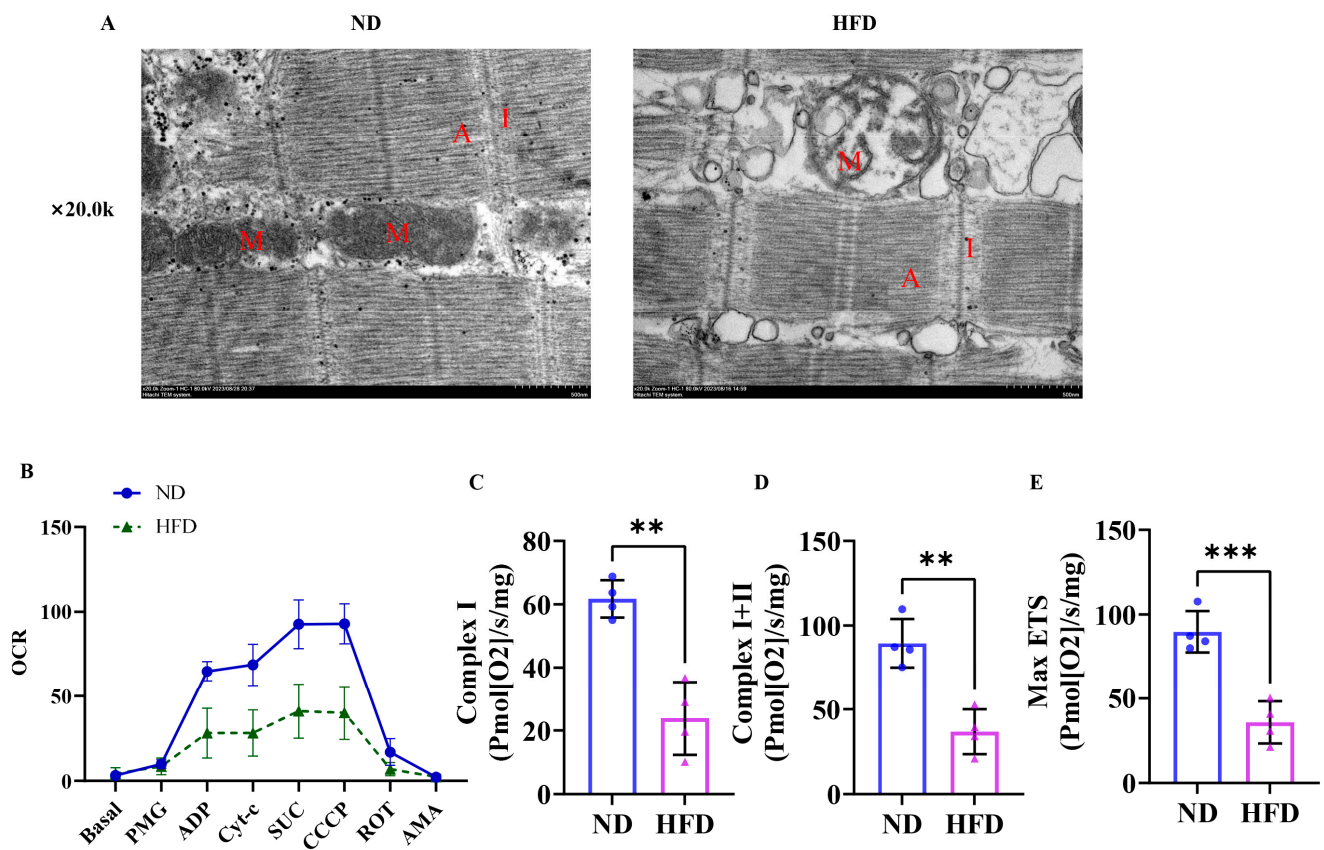 A
ND
HFD
×20.0k
A
I
M
M
M
I
A
x20.0k Zoom-1 HC-1 80.0kV 2023/08/28 20:37
Hitachi TEM system.
500nm
x20.0k Zoom-1 HC-1 80.0kV 2023/08/16 14:59
Hitachi TEM system.
500nm
B
ND
HFD
OCR
150
100
50
0
Basal
PMG
ADP
Cyt-c
SUC
CCCP
ROT
AMA
C
Complex I
(Pmol[O2]/s/mg)
80
60
40
20
0
**
ND
HFD
D
Complex I+II
(Pmol[O2]/s/mg)
150
100
50
0
**
ND
HFD
E
Max ETS
(Pmol[O2]/s/mg)
150
100
50
0
***
ND
HFD